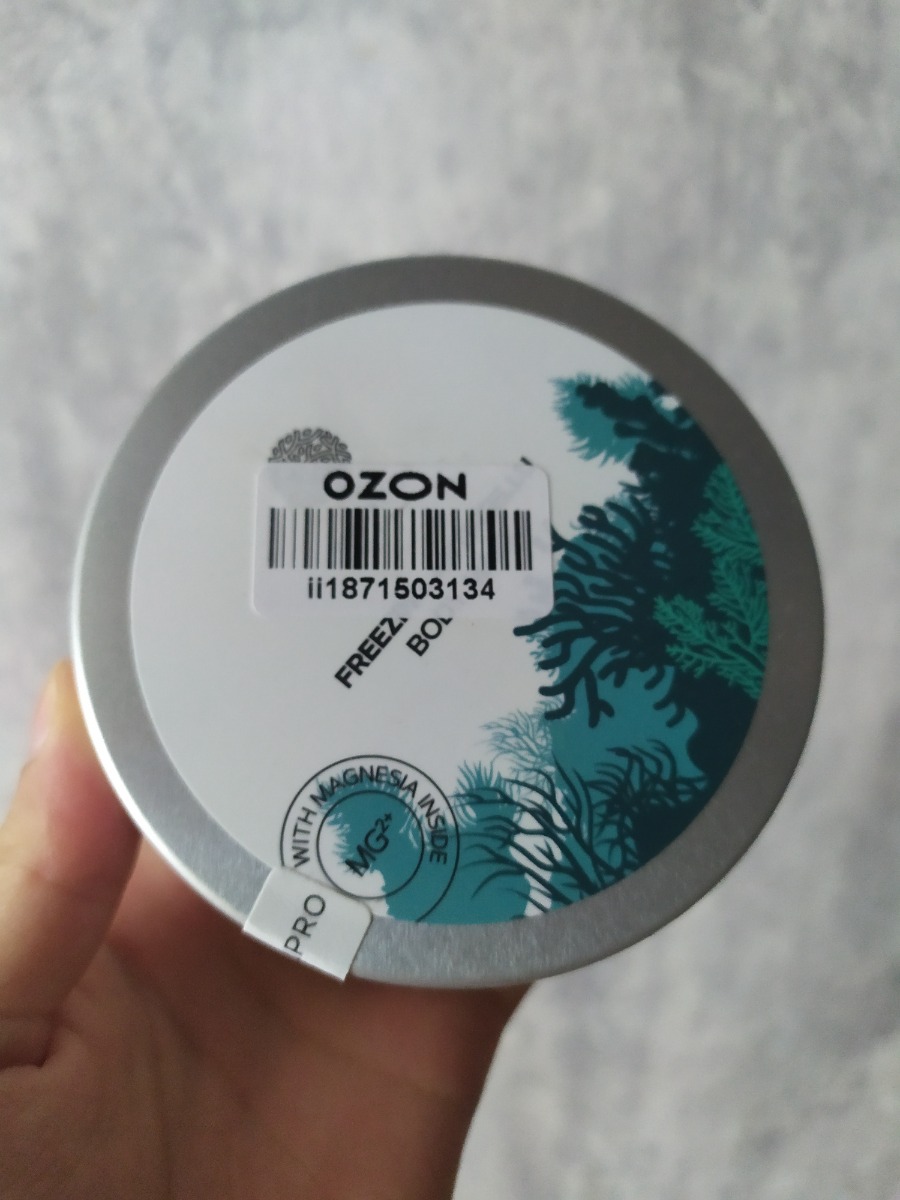 OZON
ii1871503134
WITH MAGNESIA INSIDE
MG²⁺
PRO